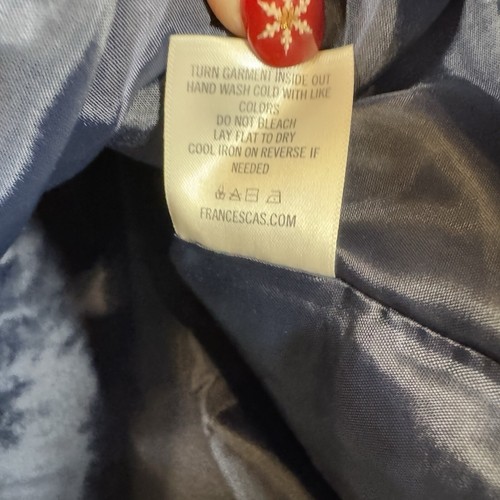 TURN GARMENT INSIDE OUT
HAND WASH COLD WITH LIKE
COLORS
DO NOT BLEACH
LAY FLAT TO DRY
COOL IRON ON REVERSE IF
NEEDED
FRANCESCAS.COM